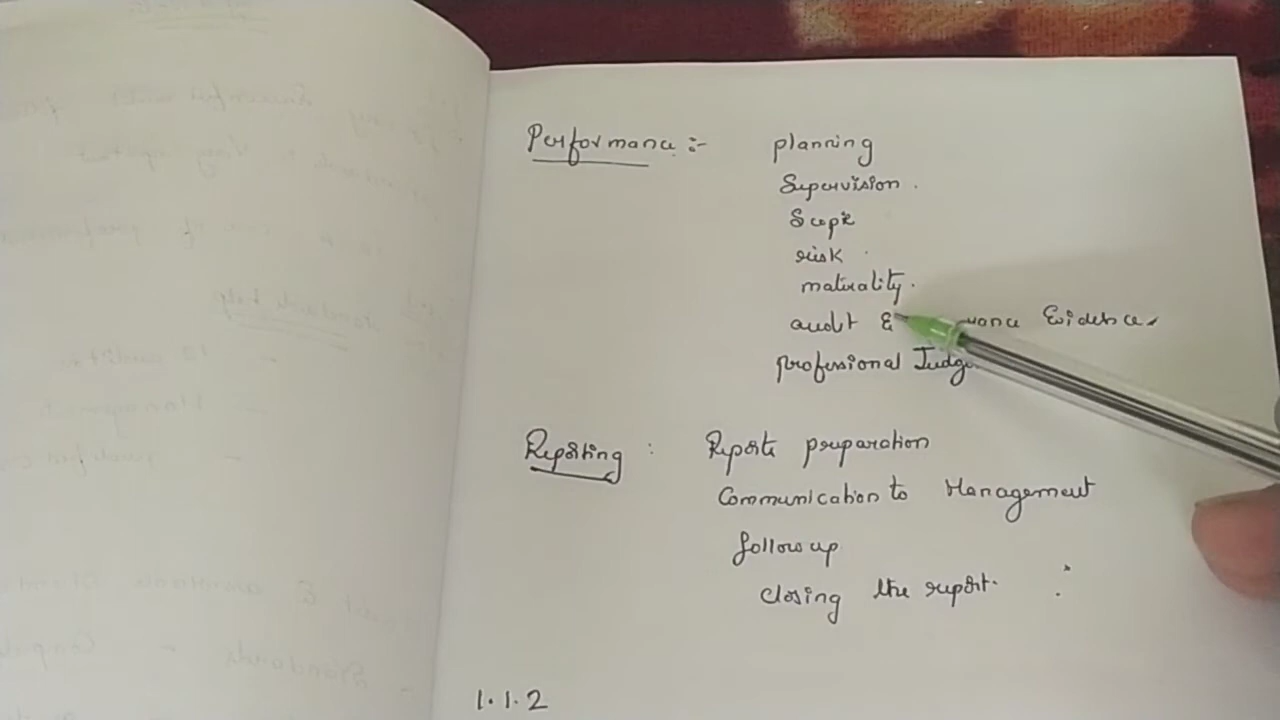 Performance :- planning
Supervision.
Scope
risk
materiality.
audit &
Evidence
professional
Reporting : Reports preparation
Communication to Management
follow up
closing the report.
1.1.2